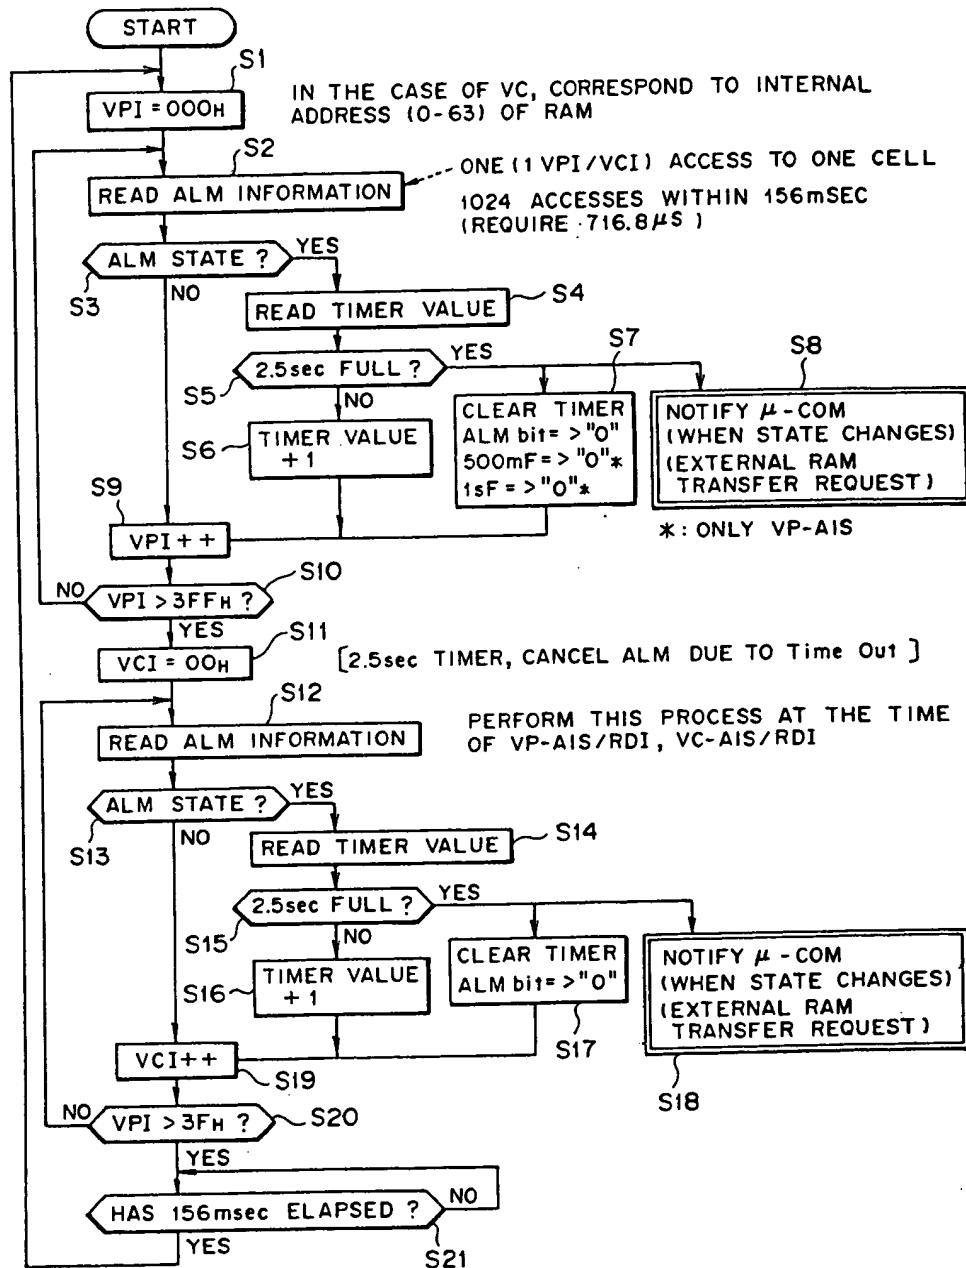 START
S1
VPI = 000H
IN THE CASE OF VC, CORRESPOND TO INTERNAL
ADDRESS (0-63) OF RAM
S2
READ ALM INFORMATION
ONE (1 VPI/VCI) ACCESS TO ONE CELL
1024 ACCESSES WITHIN 156mSEC
(REQUIRE 716.8μS)
ALM STATE ?
YES
S3
NO
S4
READ TIMER VALUE
S7
2.5sec FULL ?
YES
S5
NO
S8
S6
TIMER VALUE
+ 1
CLEAR TIMER
ALM bit = > "0"
500mF = > "0" *
1sF = > "0" *
NOTIFY μ-COM
(WHEN STATE CHANGES)
(EXTERNAL RAM
TRANSFER REQUEST)
S9
VPI ++
* : ONLY VP-AIS
S10
NO
VPI > 3FFH ?
YES
S11
VCI = 00H
[2.5sec TIMER, CANCEL ALM DUE TO Time Out ]
S12
READ ALM INFORMATION
PERFORM THIS PROCESS AT THE TIME
OF VP-AIS/RDI, VC-AIS/RDI
ALM STATE ?
YES
S13
NO
S14
READ TIMER VALUE
2.5sec FULL ?
YES
S15
NO
S16
TIMER VALUE
+ 1
CLEAR TIMER
ALM bit = > "0"
S17
NOTIFY μ-COM
(WHEN STATE CHANGES)
(EXTERNAL RAM
TRANSFER REQUEST)
S18
VCI++
S19
NO
VPI > 3FH ?
S20
YES
HAS 156msec ELAPSED ?
NO
YES
S21